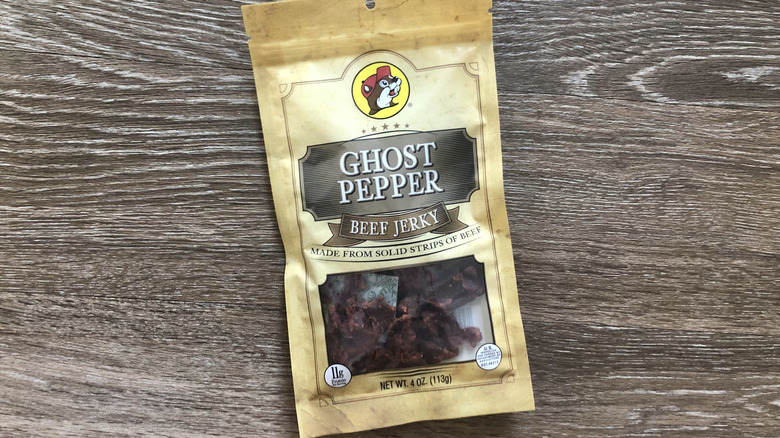 GHOST
PEPPER
BEEF JERKY
MADE FROM SOLID STRIPS OF BEEF
11g
NET WT. 4 OZ. (113g)